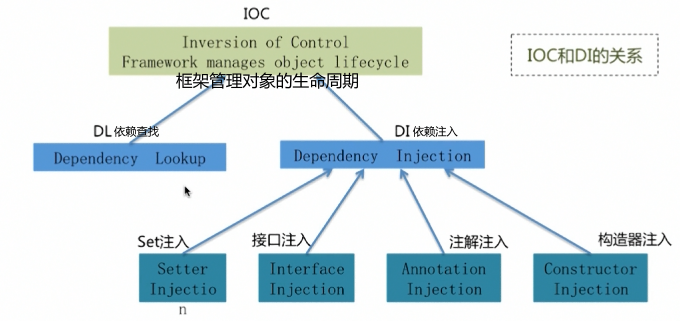 IOC
Inversion of Control
Framework manages object lifecycle
框架管理对象的生命周期
IOC和DI的关系
DL 依赖查找
Dependency Lookup
DI 依赖注入
Dependency Injection
Set注入
Setter
Injectio
n
接口注入
Interface
Injection
注解注入
Annotation
Injection
构造器注入
Constructor
Injection